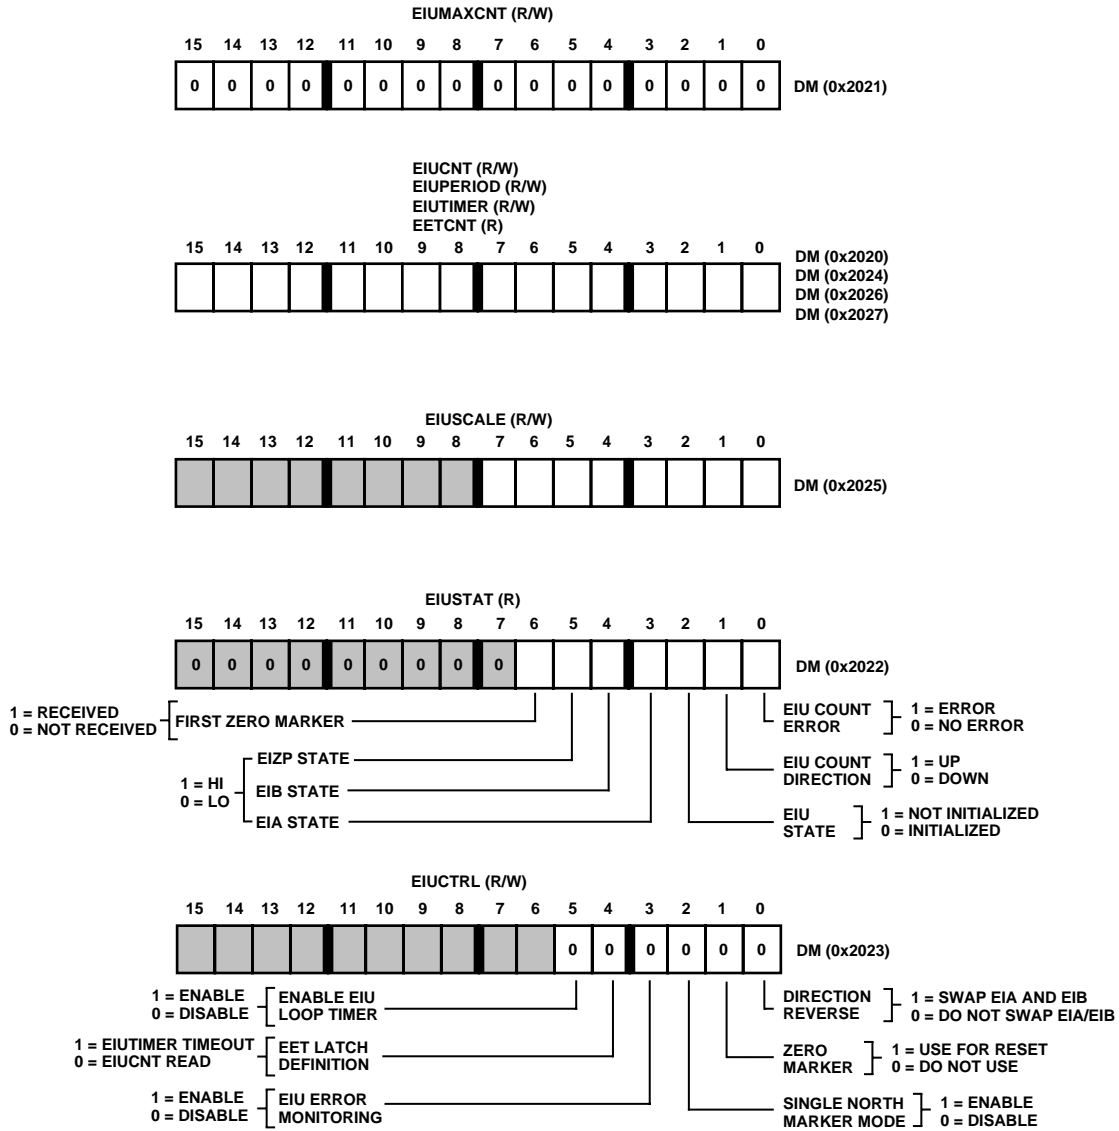 EIUMAXCNT (R/W)
15 14 13 12 11 10 9 8 7 6 5 4 3 2 1 0
0 0 0 0 0 0 0 0 0 0 0 0 0 0 0 0 DM (0x2021)
EIUCNT (R/W)
EIUPERIOD (R/W)
EIUTIMER (R/W)
EETCNT (R)
15 14 13 12 11 10 9 8 7 6 5 4 3 2 1 0
DM (0x2020)
DM (0x2024)
DM (0x2026)
DM (0x2027)
EIUSCALE (R/W)
15 14 13 12 11 10 9 8 7 6 5 4 3 2 1 0
DM (0x2025)
EIUSTAT (R)
15 14 13 12 11 10 9 8 7 6 5 4 3 2 1 0
0 0 0 0 0 0 0 0 0 DM (0x2022)
1 = RECEIVED
0 = NOT RECEIVED
FIRST ZERO MARKER
EIU COUNT
ERROR
1 = ERROR
0 = NO ERROR
1 = HI
0 = LO
EIZP STATE
EIB STATE
EIA STATE
EIU COUNT
DIRECTION
1 = UP
0 = DOWN
EIU
STATE
1 = NOT INITIALIZED
0 = INITIALIZED
EIUCTRL (R/W)
15 14 13 12 11 10 9 8 7 6 5 4 3 2 1 0
0 0 0 0 0 0 DM (0x2023)
1 = ENABLE
0 = DISABLE
ENABLE EIU
LOOP TIMER
DIRECTION
REVERSE
1 = SWAP EIA AND EIB
0 = DO NOT SWAP EIA/EIB
1 = EIUTIMER TIMEOUT
0 = EIUCNT READ
EET LATCH
DEFINITION
ZERO
MARKER
1 = USE FOR RESET
0 = DO NOT USE
1 = ENABLE
0 = DISABLE
EIU ERROR
MONITORING
SINGLE NORTH
MARKER MODE
1 = ENABLE
0 = DISABLE